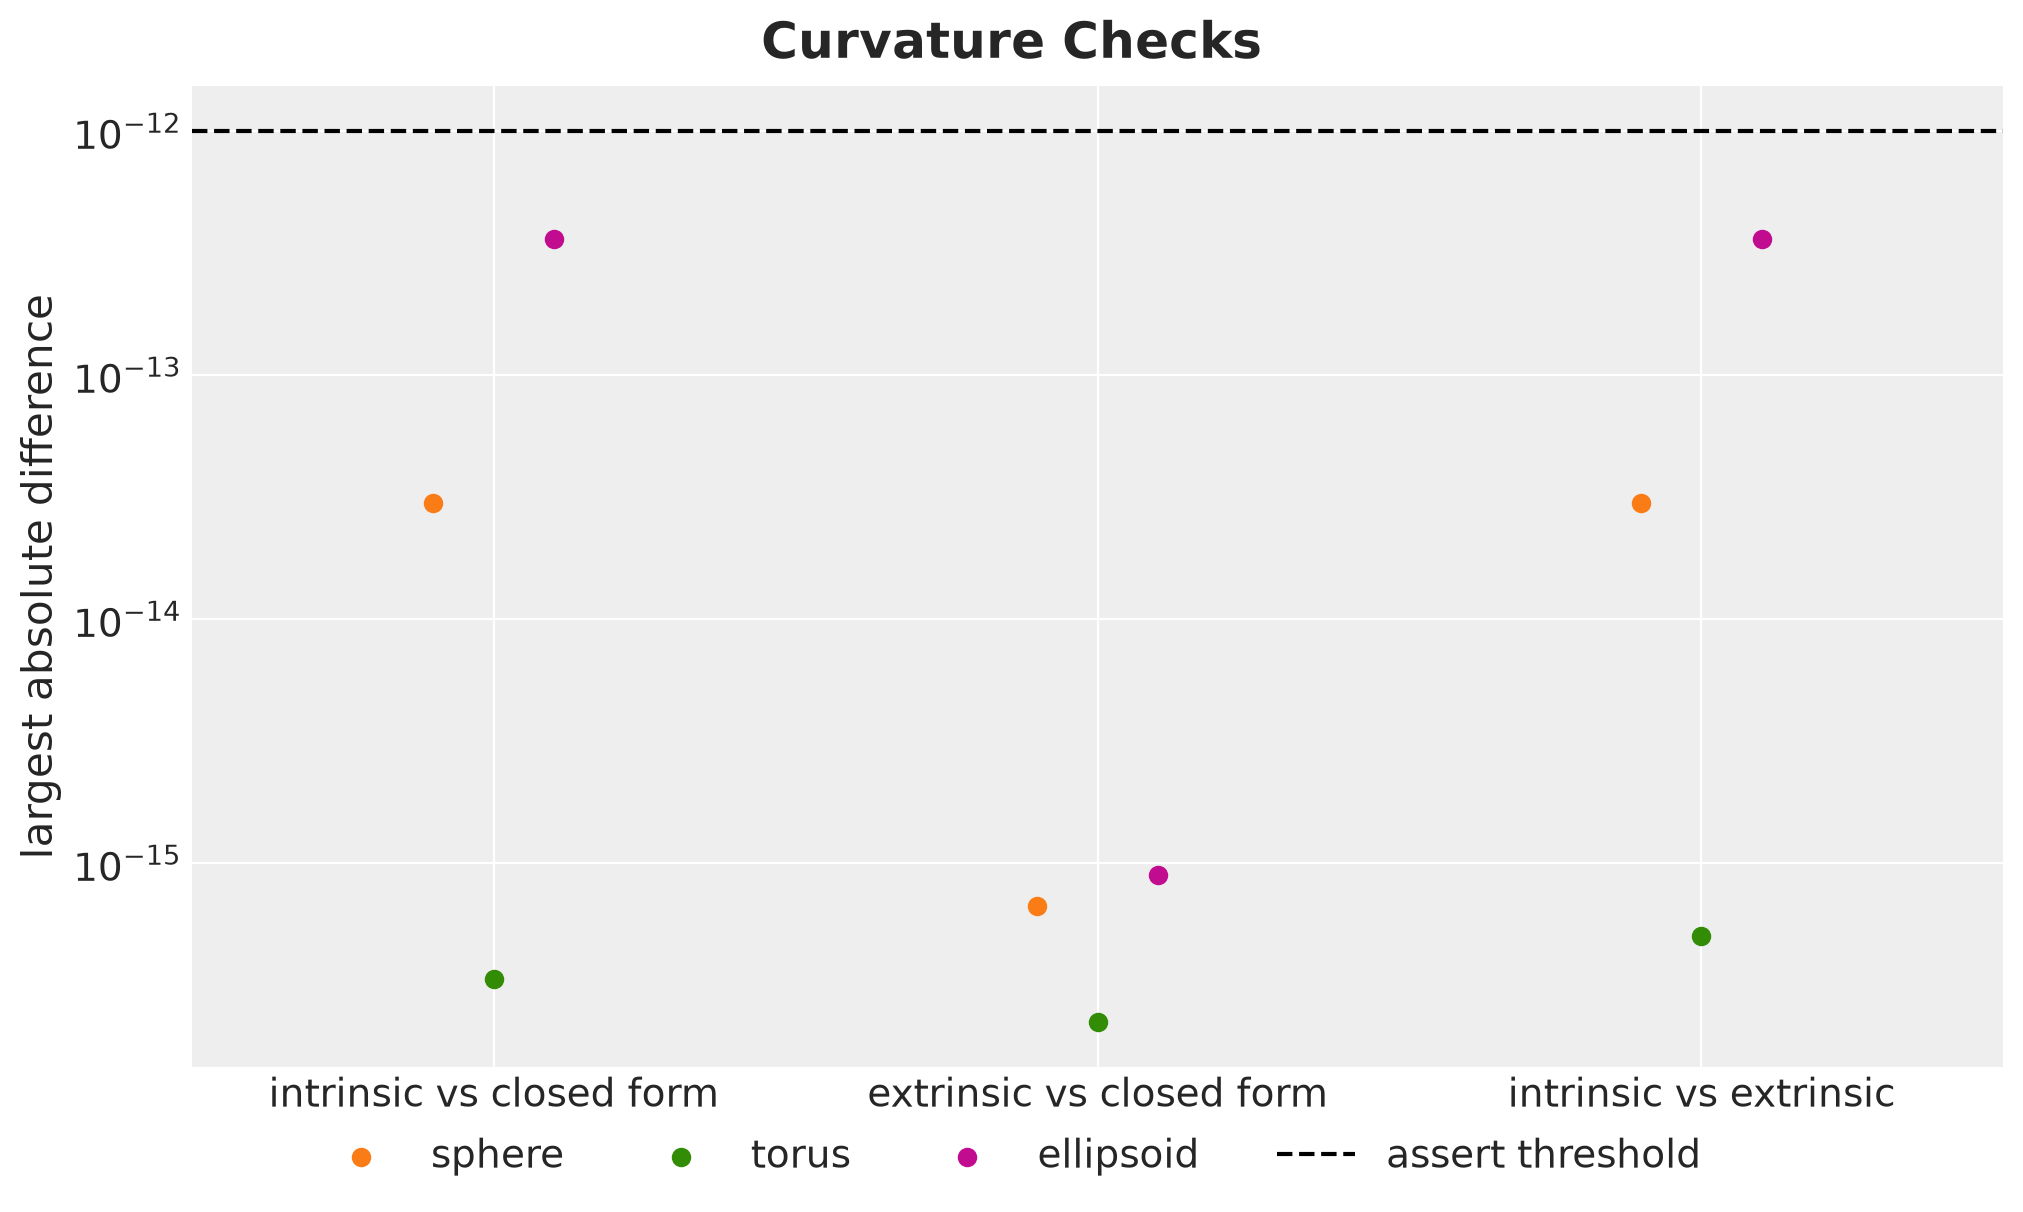 Curvature Checks
largest absolute difference
10⁻¹²
10⁻¹³
10⁻¹⁴
10⁻¹⁵
intrinsic vs closed form
extrinsic vs closed form
intrinsic vs extrinsic
sphere
torus
ellipsoid
assert threshold